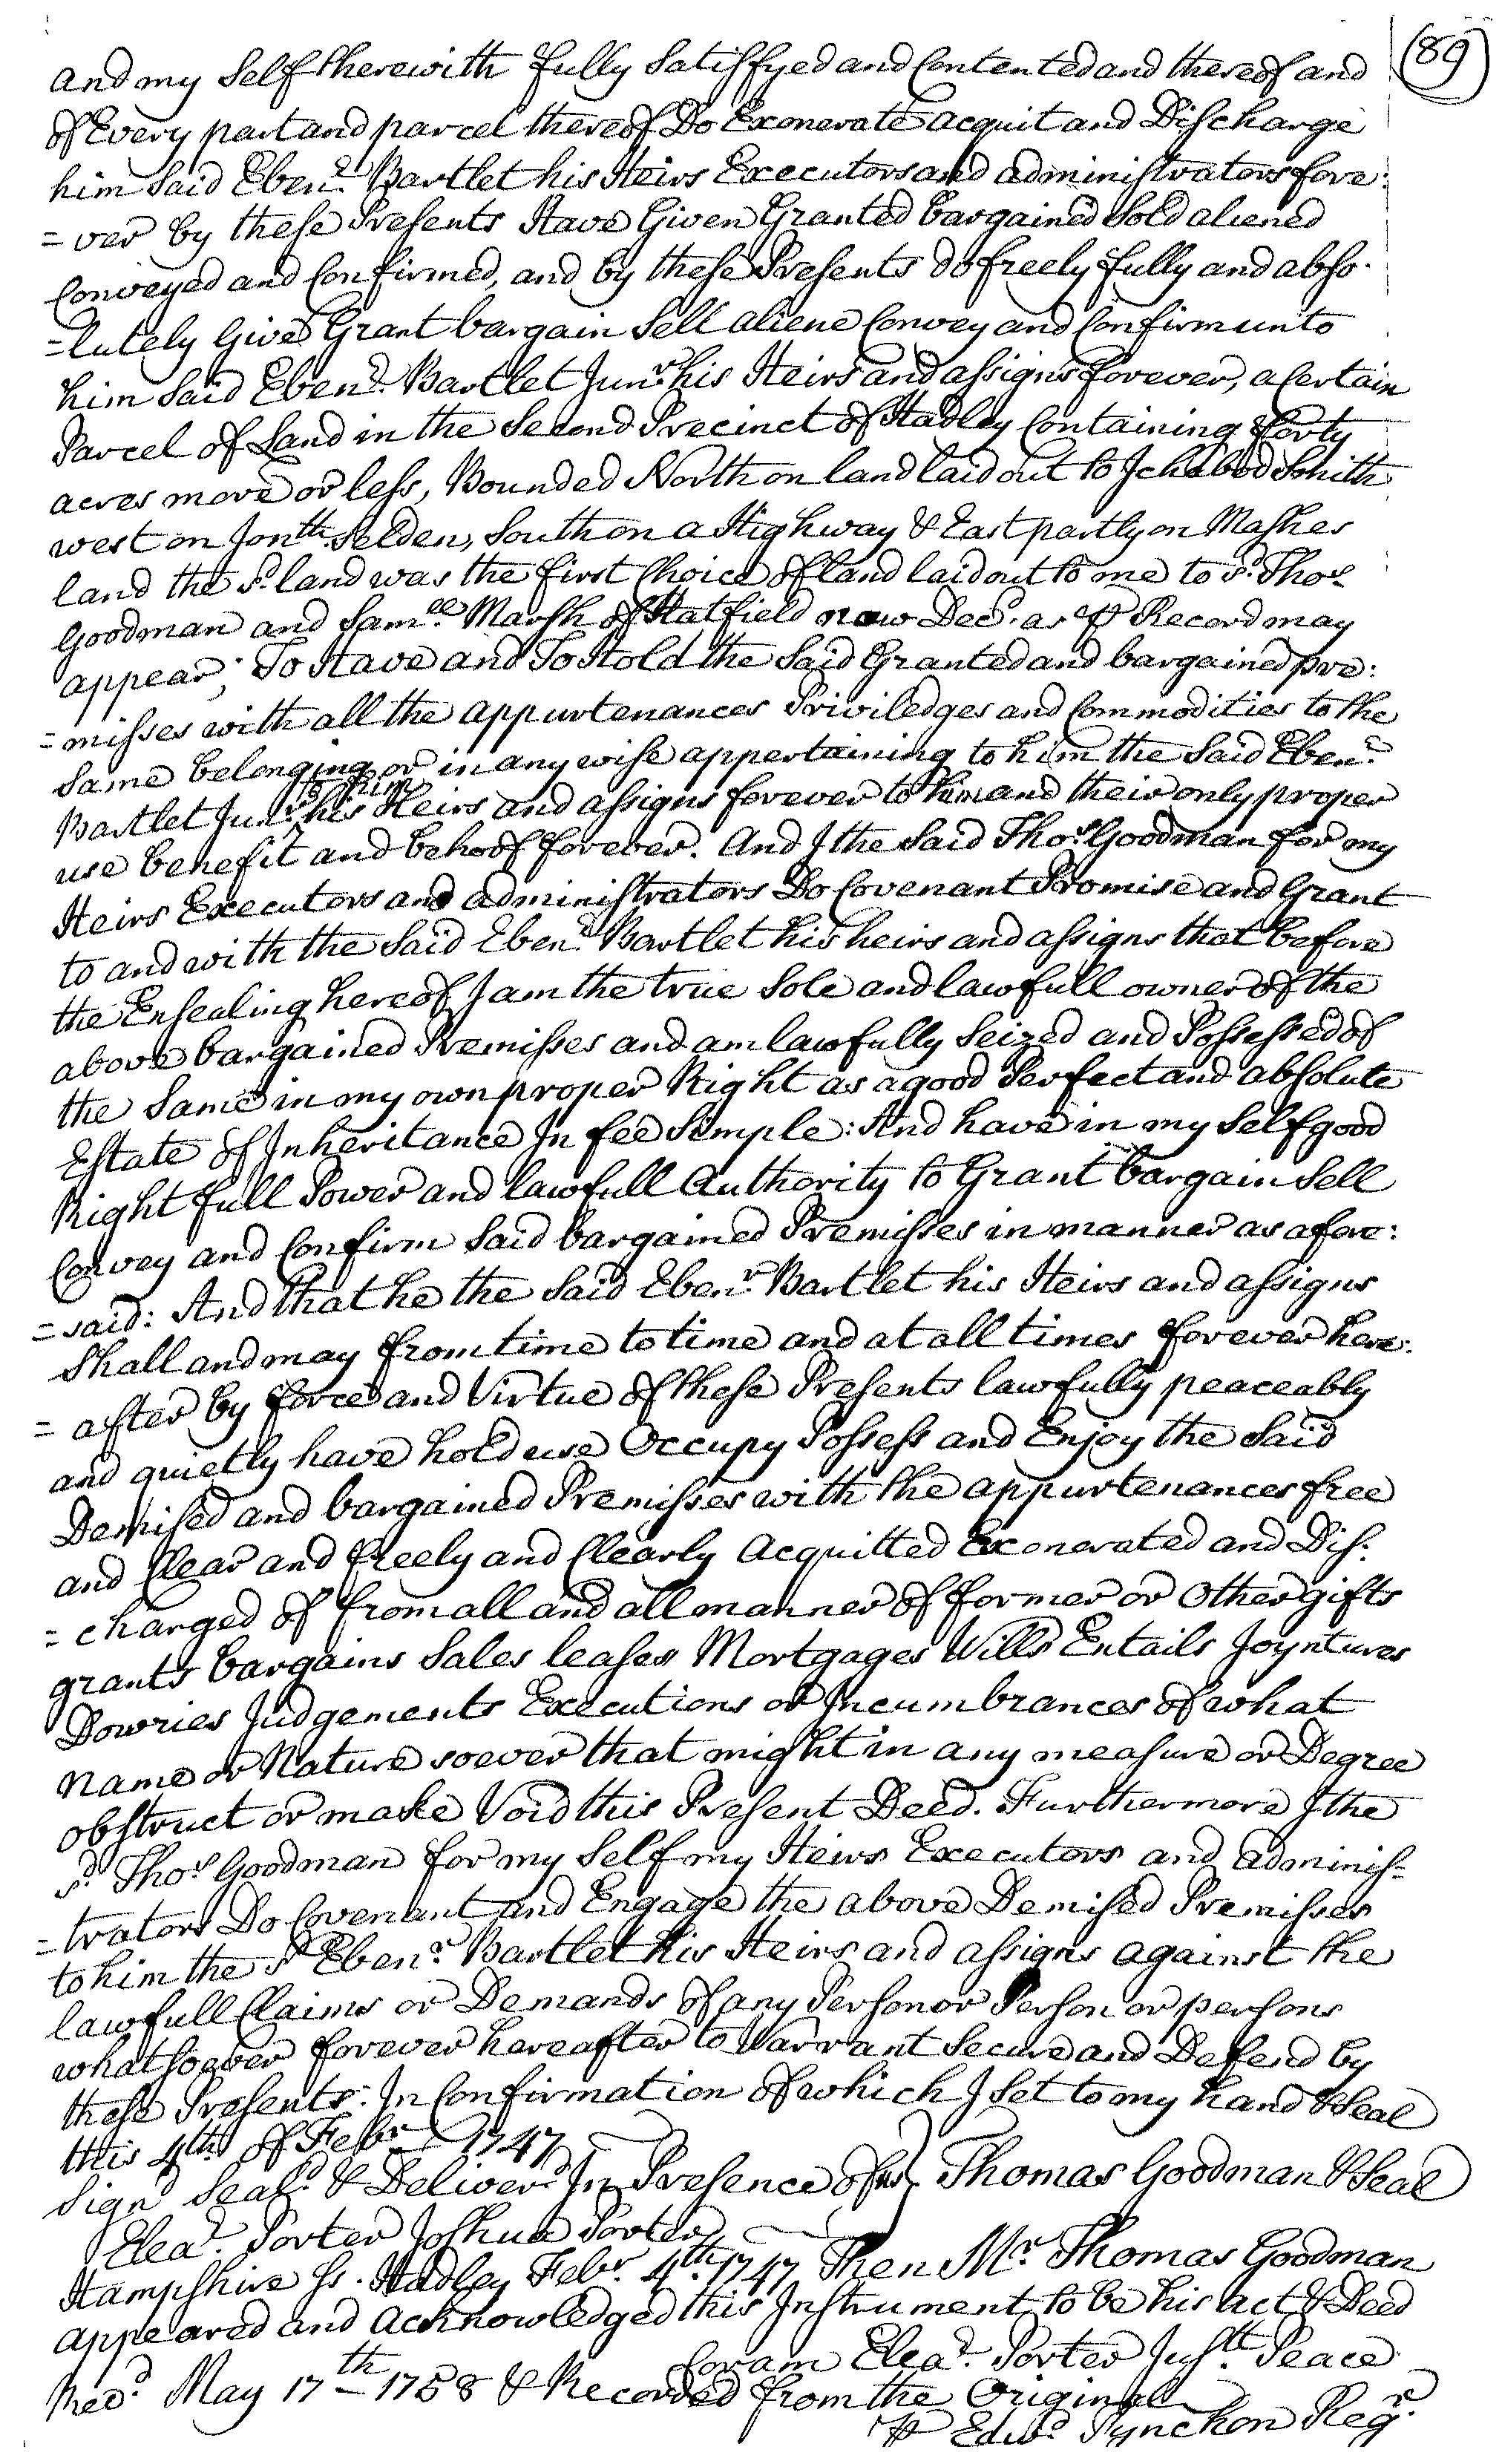 (89)
and my Self therewith fully Satisfyed and Contented and thereof and
of Every part and parcel thereof Do Exonerate acquit and Discharge
him Said Eben.r Bartlet his Heirs Executors and administrators fore:
=ver by these Presents Have Given Granted bargained Sold aliened
Conveyed and Confirmed, and by these Presents do freely fully and abso.
=lutely Give Grant bargain Sell aliene Convey and Confirm unto
him Said Eben.r Bartlet Jun.r his Heirs and assigns forever, a Certain
Parcel of Land in the Second Precinct of Hadley Containing forty
acres more or less, Bounded North on land laid out to Ichabod Smith
west on Jon.th Selden, South on a Highway & East partly on Mashes
land the s.d land was the first Choice of land laid out to me to s.d Tho.s
Goodman and Sam.ll Marsh of Hatfield now Dec.d as ⅌ Record may
appear; To Have and To Hold the Said Granted and bargained pre:
=misses with all the appurtenances Priviledges and Commodities to the
Same belonging or in any wise appertaining to him the Said Eben.r
Bartlet Jun.r his Heirs and assigns forever to him and their only proper
use benefit and behoof forever. And I the Said Tho.s Goodman for my
Heirs Executors and administrators Do Covenant Promise and Grant
to and with the Said Eben.r Bartlet his heirs and assigns that before
the Ensealing hereof I am the true Sole and lawfull owner of the
above bargained Premisses and am lawfully Seized and Possessed of
the Same in my own proper Right as a good Perfect and absolute
Estate of Inheritance In fee Simple: And have in my Self good
Right full Power and lawfull Authority to Grant bargain Sell
Convey and Confirm Said bargained Premisses in manner as afore:
=said: And that he the Said Eben.r Bartlet his Heirs and assigns
Shall and may from time to time and at all times forever here:
=after by force and Virtue of these Presents lawfully peaceably
and quietly have hold use Occupy Possess and Enjoy the Said
Demised and bargained Premisses with the appurtenances free
and Clear and freely and Clearly Acquitted Exonerated and Dis:
=charged of from all and all manner of former or Other gifts
grants bargains Sales leases Mortgages Wills Entails Joyntures
Dowries Judgements Executions or Incumbrances of what
Name or Nature soever that might in any measure or Degree
obstruct or make Void this Present Deed. Furthermore I the
s.d Tho.s Goodman for my Self my Heirs Executors and adminis-
=trators Do Covenant and Engage the above Demised Premisses
to him the s.d Eben.r Bartlet his Heirs and assigns against the
lawfull Claims or Demands of any Person or Person or persons
whatsoever forever hereafter to Warrant Secure and Defend by
these Presents: In Confirmation of which I Set to my hand & Seal
this 4th of Feb.r 1747
Sign'd Seal.d & Deliver.d In Presence of us Thomas Goodman & Seal
Elea.r Porter Joshua Porter
Hampshire Ss. Hadley Feb.r 4th 1747 Then M.r Thomas Goodman
appeared and acknowledged this Instrument to be his act & Deed
Coram Elea.r Porter Just. Peace
Rec.d May 17th 1758 & Recorded from the Original
⅌ Edw.d Pynchon Reg.r